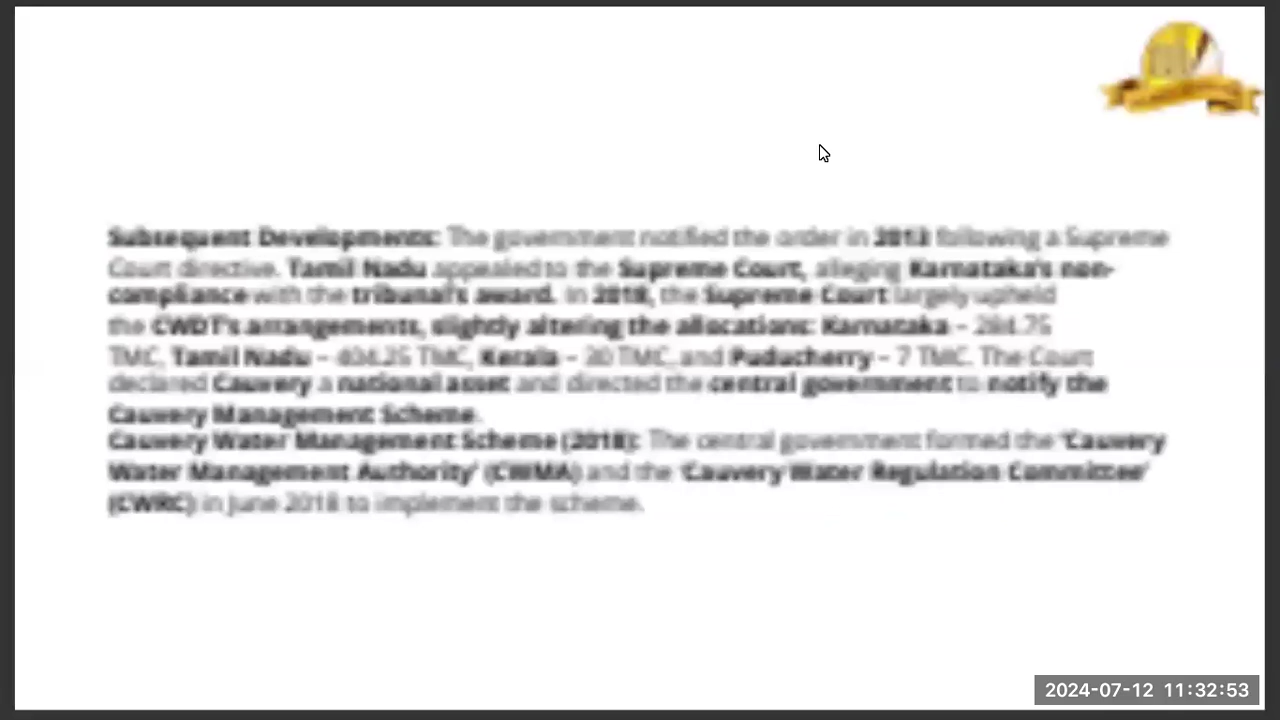 Subsequent Developments: The government notified the order in 2013 following a Supreme
Court directive. Tamil Nadu appealed to the Supreme Court, alleging Karnataka's non-
compliance with the tribunal's award. In 2018, the Supreme Court largely upheld
the CWDT's arrangements, slightly altering the allocations: Karnataka – 284.75
TMC, Tamil Nadu – 404.25 TMC, Kerala – 30 TMC, and Puducherry – 7 TMC. The Court
declared Cauvery a national asset and directed the central government to notify the
Cauvery Management Scheme.
Cauvery Water Management Scheme (2018): The central government formed the 'Cauvery
Water Management Authority' (CWMA) and the 'Cauvery Water Regulation Committee'
(CWRC) in June 2018 to implement the scheme.
2024-07-12 11:32:53